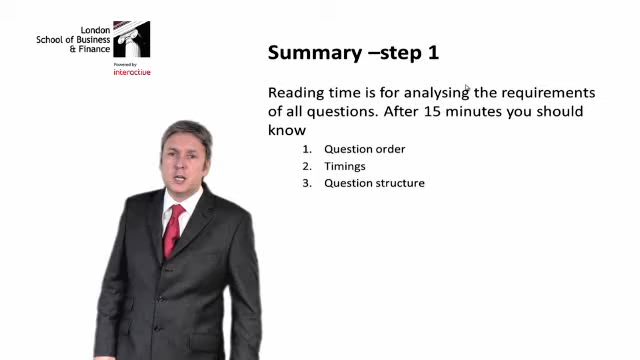 London
School of Business
& Finance
Powered by
interactive
Summary –step 1
Reading time is for analysing the requirements
of all questions. After 15 minutes you should
know
1. Question order
2. Timings
3. Question structure